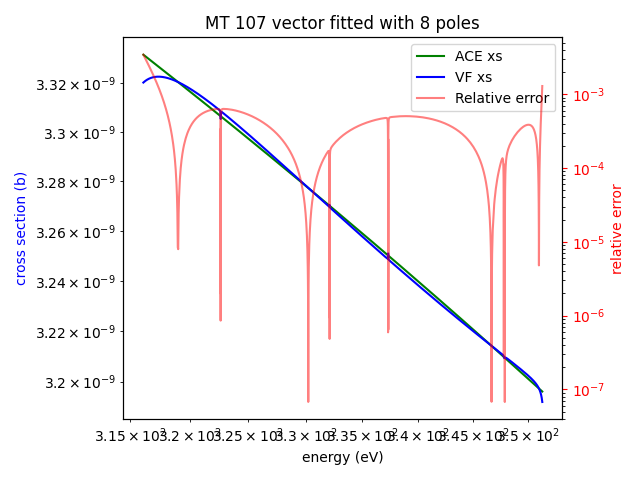 MT 107 vector fitted with 8 poles
ACE xs
VF xs
Relative error
cross section (b)
3.32 × 10⁻⁹
3.3 × 10⁻⁹
3.28 × 10⁻⁹
3.26 × 10⁻⁹
3.24 × 10⁻⁹
3.22 × 10⁻⁹
3.2 × 10⁻⁹
10⁻³
10⁻⁴
10⁻⁵
10⁻⁶
10⁻⁷
relative error
3.15 × 10² 3.2 × 10² 3.25 × 10² 3.3 × 10² 3.35 × 10² 3.4 × 10² 3.45 × 10² 3.5 × 10²
energy (eV)